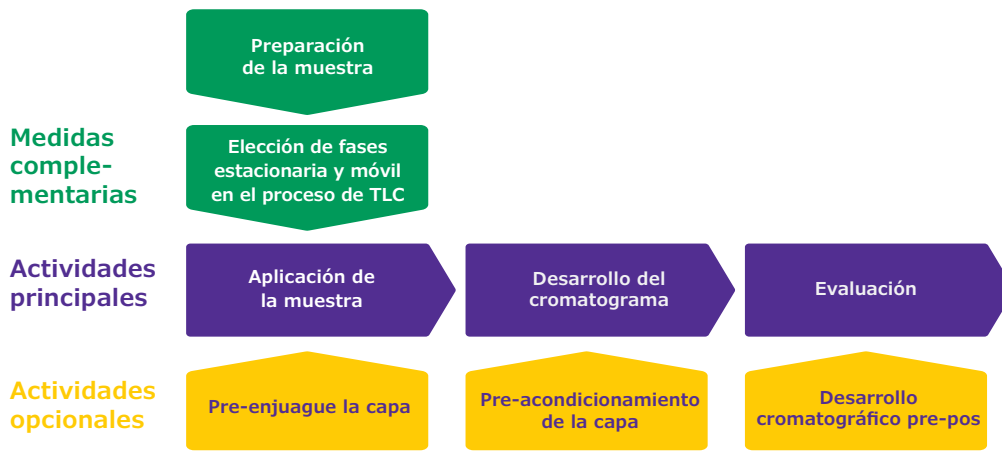 Preparación
de la muestra
Medidas
comple-
mentarias
Elección de fases
estacionaria y móvil
en el proceso de TLC
Actividades
principales
Aplicación de
la muestra
Desarrollo del
cromatograma
Evaluación
Actividades
opcionales
Pre-enjuague la capa
Pre-acondicionamiento
de la capa
Desarrollo
cromatográfico pre-pos